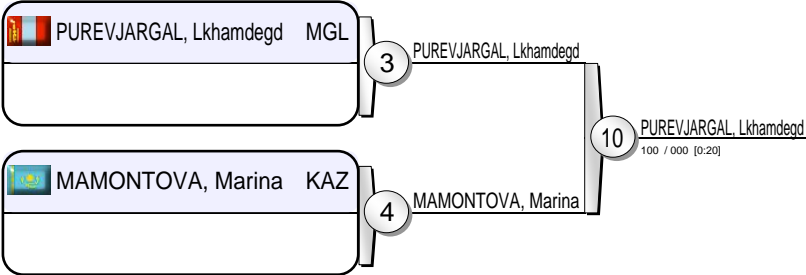 PUREVJARGAL, Lkhamdegd MGL
3
PUREVJARGAL, Lkhamdegd
10
PUREVJARGAL, Lkhamdegd
100 / 000 [0:20]
MAMONTOVA, Marina KAZ
4
MAMONTOVA, Marina